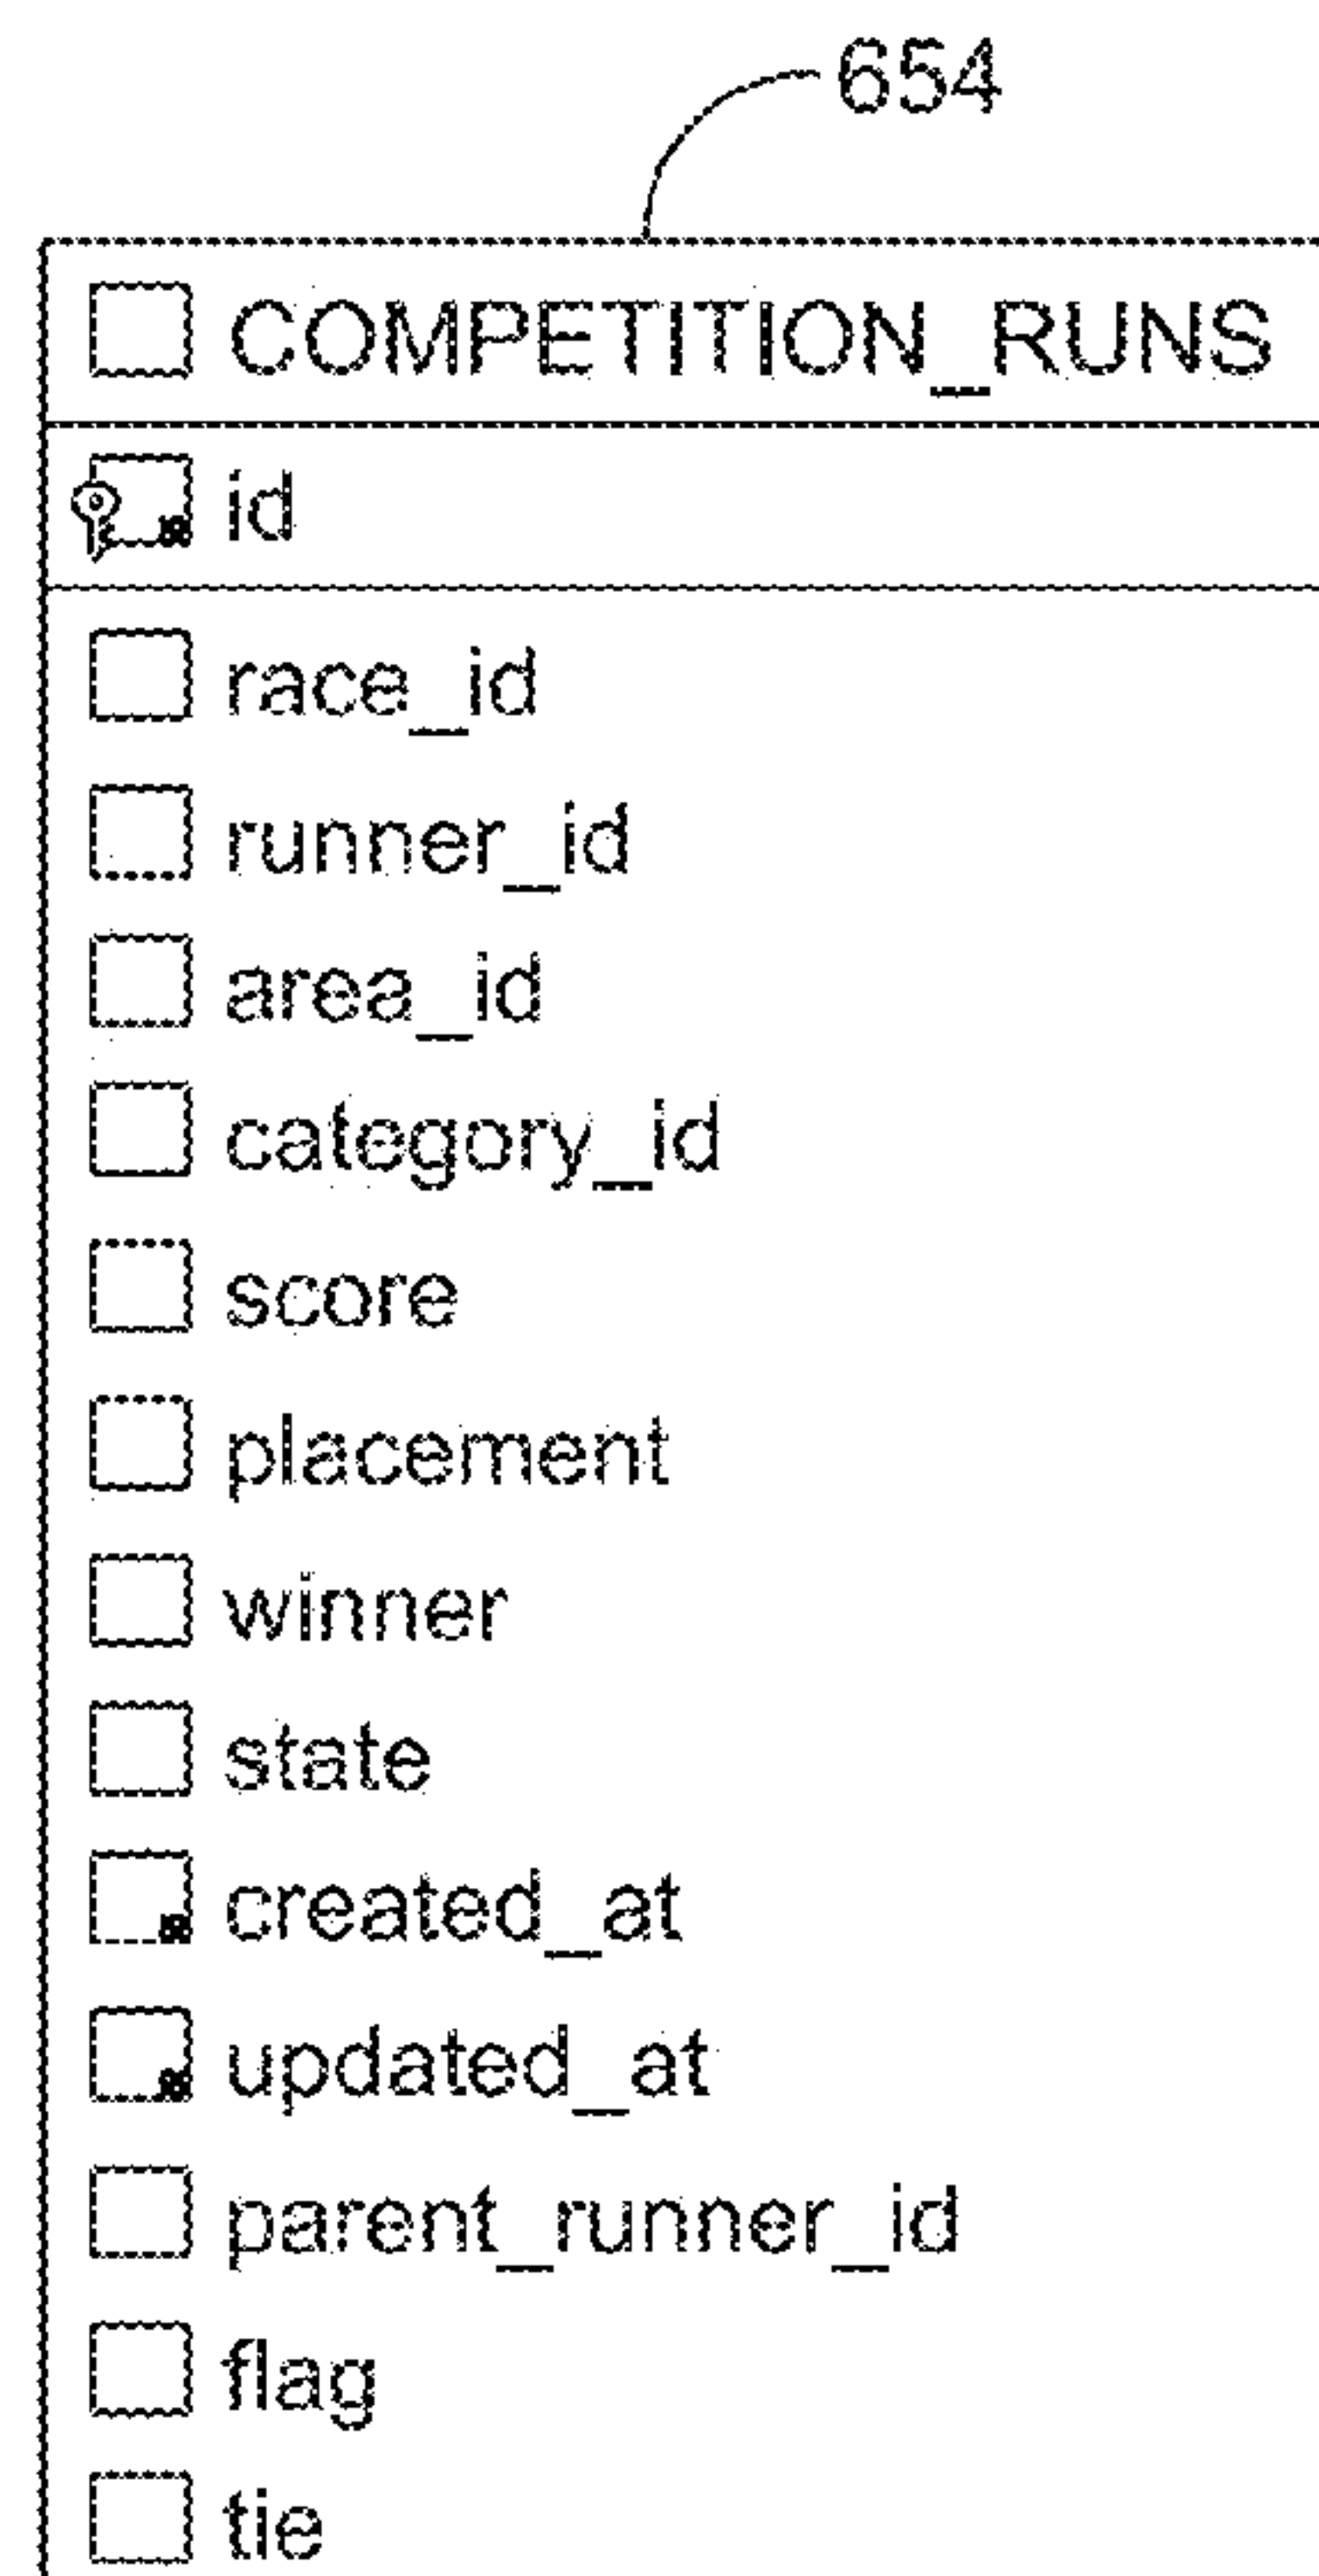 654
COMPETITION_RUNS
id
race_id
runner_id
area_id
category_id
score
placement
winner
state
created_at
updated_at
parent_runner_id
flag
tie